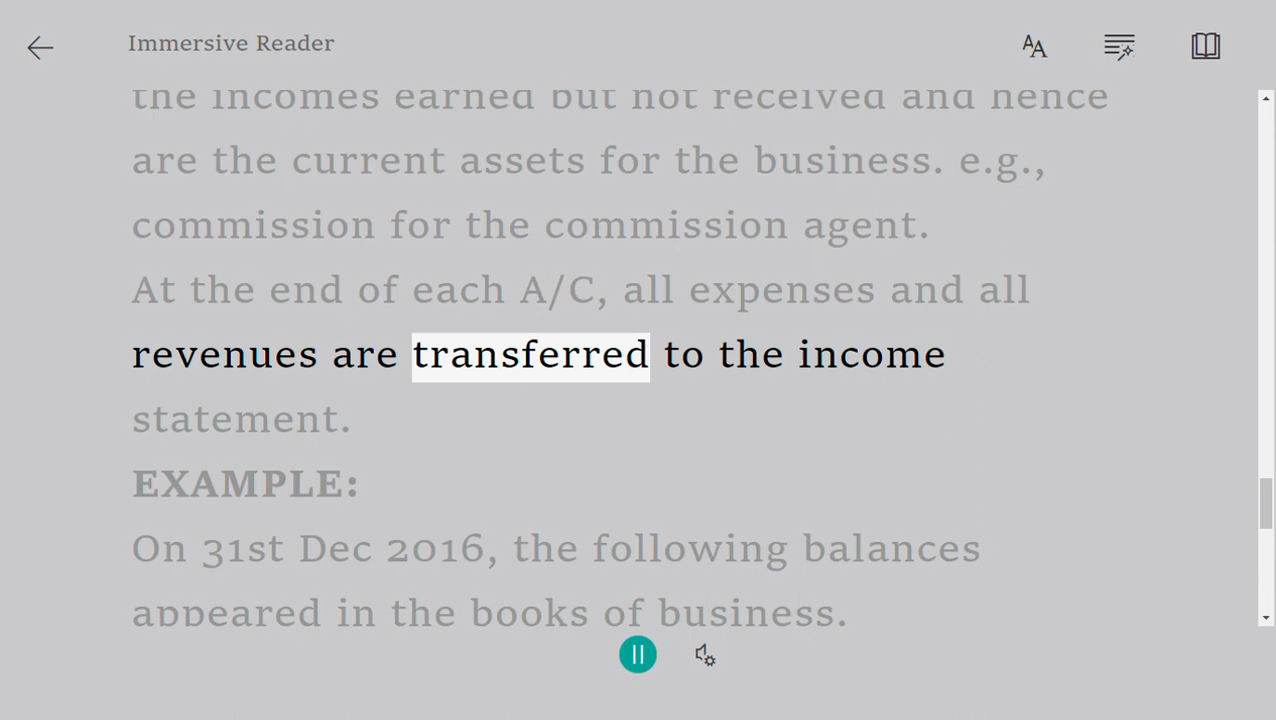 Immersive Reader
the incomes earned but not received and hence
are the current assets for the business. e.g.,
commission for the commission agent.
At the end of each A/C, all expenses and all
revenues are transferred to the income
statement.
EXAMPLE:
On 31st Dec 2016, the following balances
appeared in the books of business.